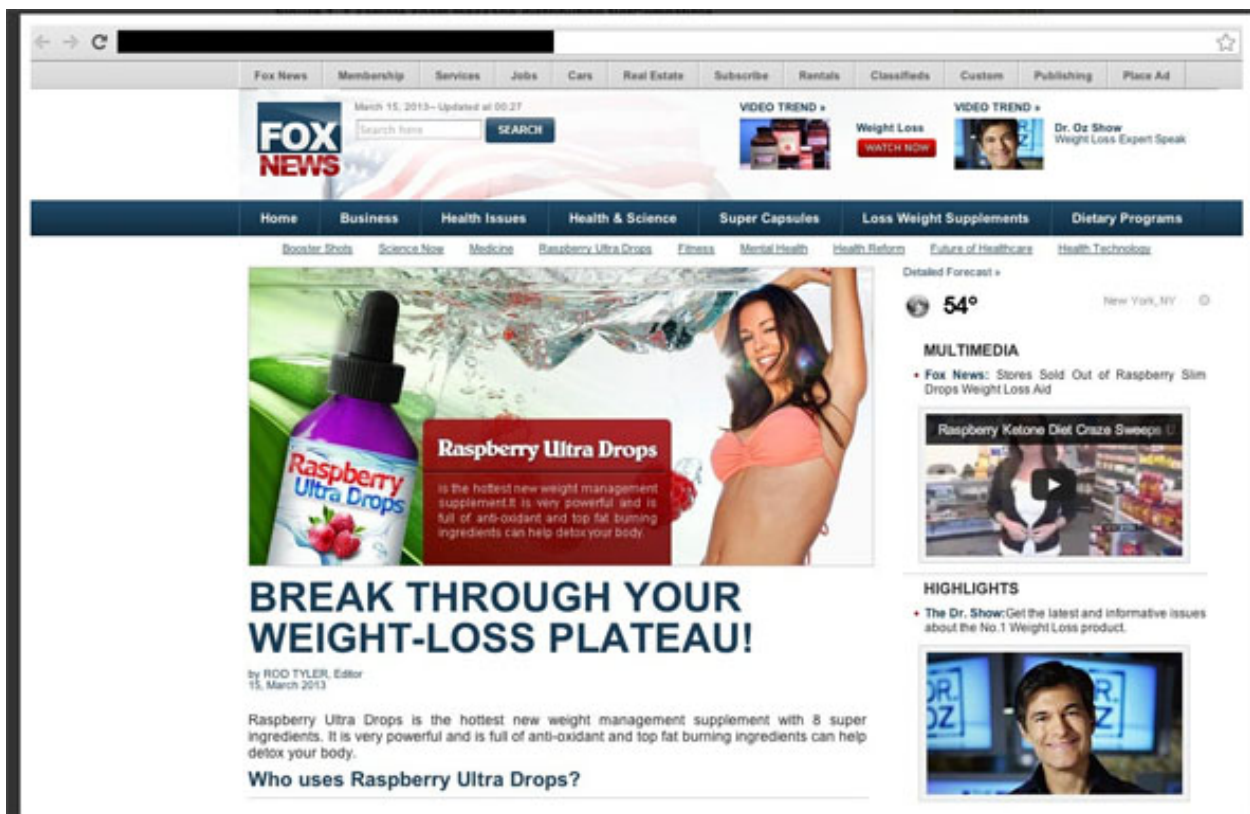 Fox News Membership Services Jobs Cars Real Estate Subscribe Rentals Classifieds Custom Publishing Place Ad
FOX
NEWS
March 15, 2013– Updated at 00:27
Search here
SEARCH
VIDEO TREND »
Weight Loss
WATCH NOW
VIDEO TREND »
Dr. Oz Show
Weight Loss Expert Speak
Home Business Health Issues Health & Science Super Capsules Loss Weight Supplements Dietary Programs
Booster Shots Science Now Medicine Raspberry Ultra Drops Fitness Mental Health Health Reform Future of Healthcare Health Technology
Raspberry
Ultra Drops
Raspberry Ultra Drops
is the hottest new weight management
supplement.It is very powerful and is
full of anti-oxidant and top fat burning
ingredients can help detox your body.
BREAK THROUGH YOUR
WEIGHT-LOSS PLATEAU!
by ROD TYLER, Editor
15, March 2013
Raspberry Ultra Drops is the hottest new weight management supplement with 8 super
ingredients. It is very powerful and is full of anti-oxidant and top fat burning ingredients can help
detox your body.
Who uses Raspberry Ultra Drops?
Detailed Forecast »
54°
New York, NY
MULTIMEDIA
Fox News: Stores Sold Out of Raspberry Slim
Drops Weight Loss Aid
Raspberry Ketone Diet Craze Sweeps U
HIGHLIGHTS
The Dr. Show:Get the latest and informative issues
about the No.1 Weight Loss product.
DR.
OZ
R.
Z